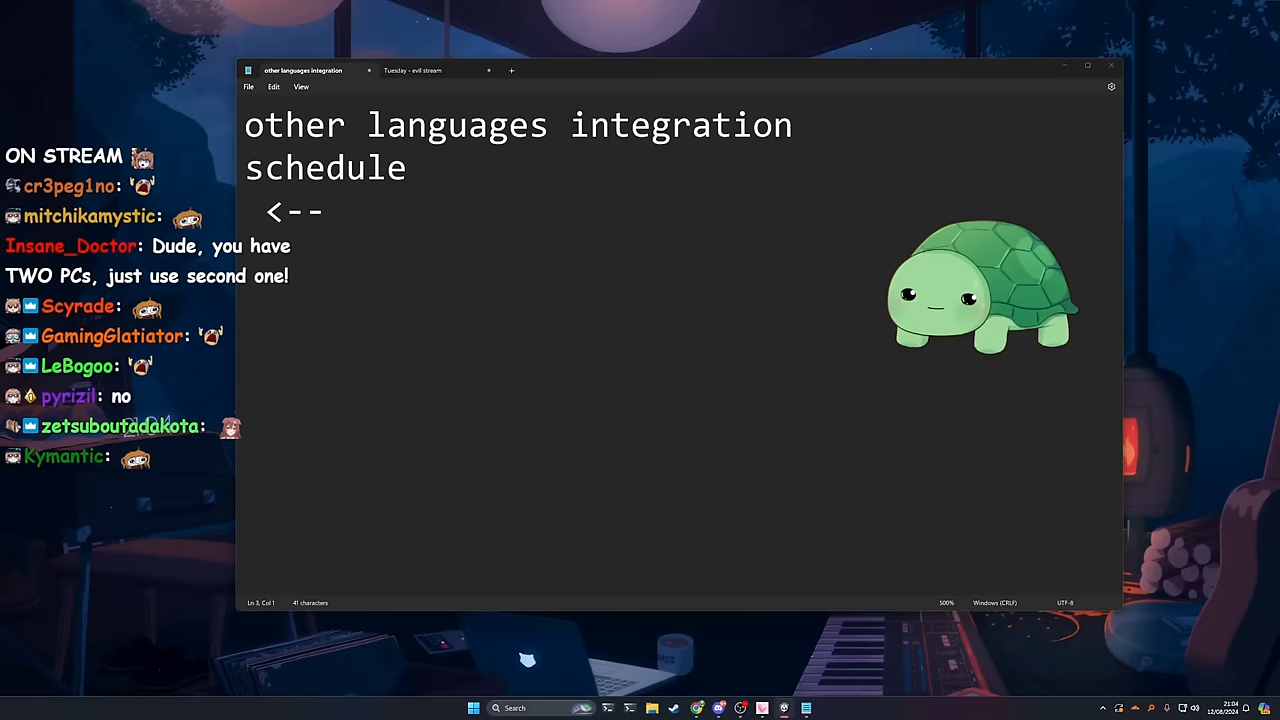 other languages integration
Tuesday - evil stream
File
Edit
View
other languages integration
schedule
<--
ON STREAM
cr3peg1no:
mitchikamystic:
Insane_Doctor: Dude, you have
TWO PCs, just use second one!
Scyrade:
GamingGlatiator:
LeBogoo:
pyrizil: no
zetsuboutadakota:
Kymantic:
Ln 3, Col 1
41 characters
500%
Windows (CRLF)
UTF-8
Search
21:04
12/08/2024